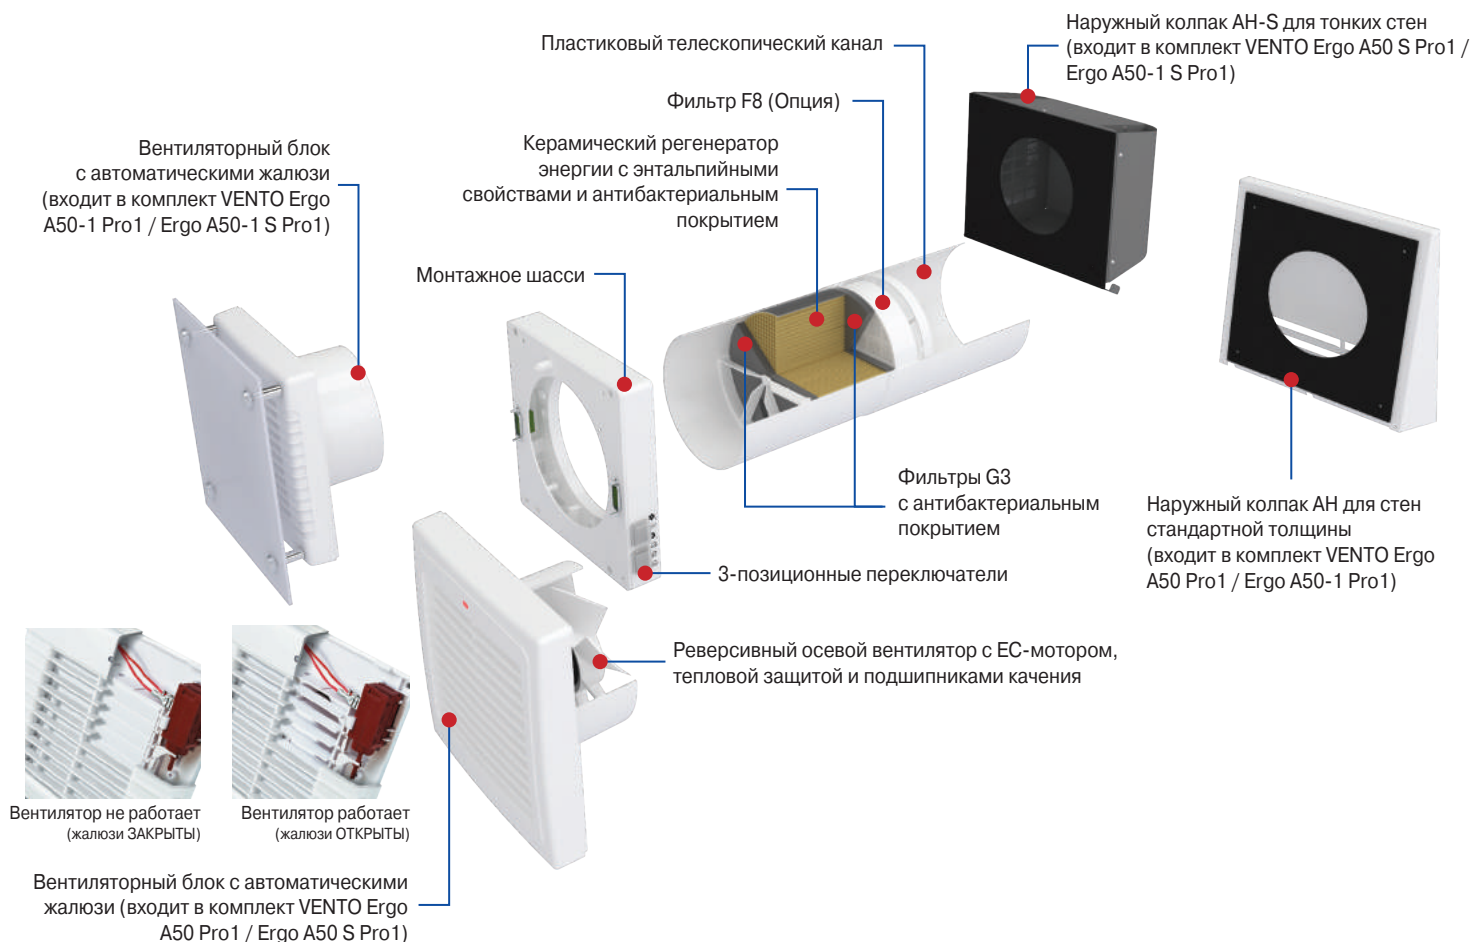 Наружный колпак AH-S для тонких стен
(входит в комплект VENTO Ergo A50 S Pro1 /
Ergo A50-1 S Pro1)
Пластиковый телескопический канал
Фильтр F8 (Опция)
Керамический регенератор
энергии с энтальпийными
свойствами и антибактериальным
покрытием
Вентиляторный блок
с автоматическими жалюзи
(входит в комплект VENTO Ergo
A50-1 Pro1 / Ergo A50-1 S Pro1)
Монтажное шасси
Фильтры G3
с антибактериальным
покрытием
Наружный колпак AH для стен
стандартной толщины
(входит в комплект VENTO Ergo
A50 Pro1 / Ergo A50-1 Pro1)
3-позиционные переключатели
Реверсивный осевой вентилятор с EC-мотором,
тепловой защитой и подшипниками качения
Вентилятор не работает
(жалюзи ЗАКРЫТЫ)
Вентилятор работает
(жалюзи ОТКРЫТЫ)
Вентиляторный блок с автоматическими
жалюзи (входит в комплект VENTO Ergo
A50 Pro1 / Ergo A50 S Pro1)